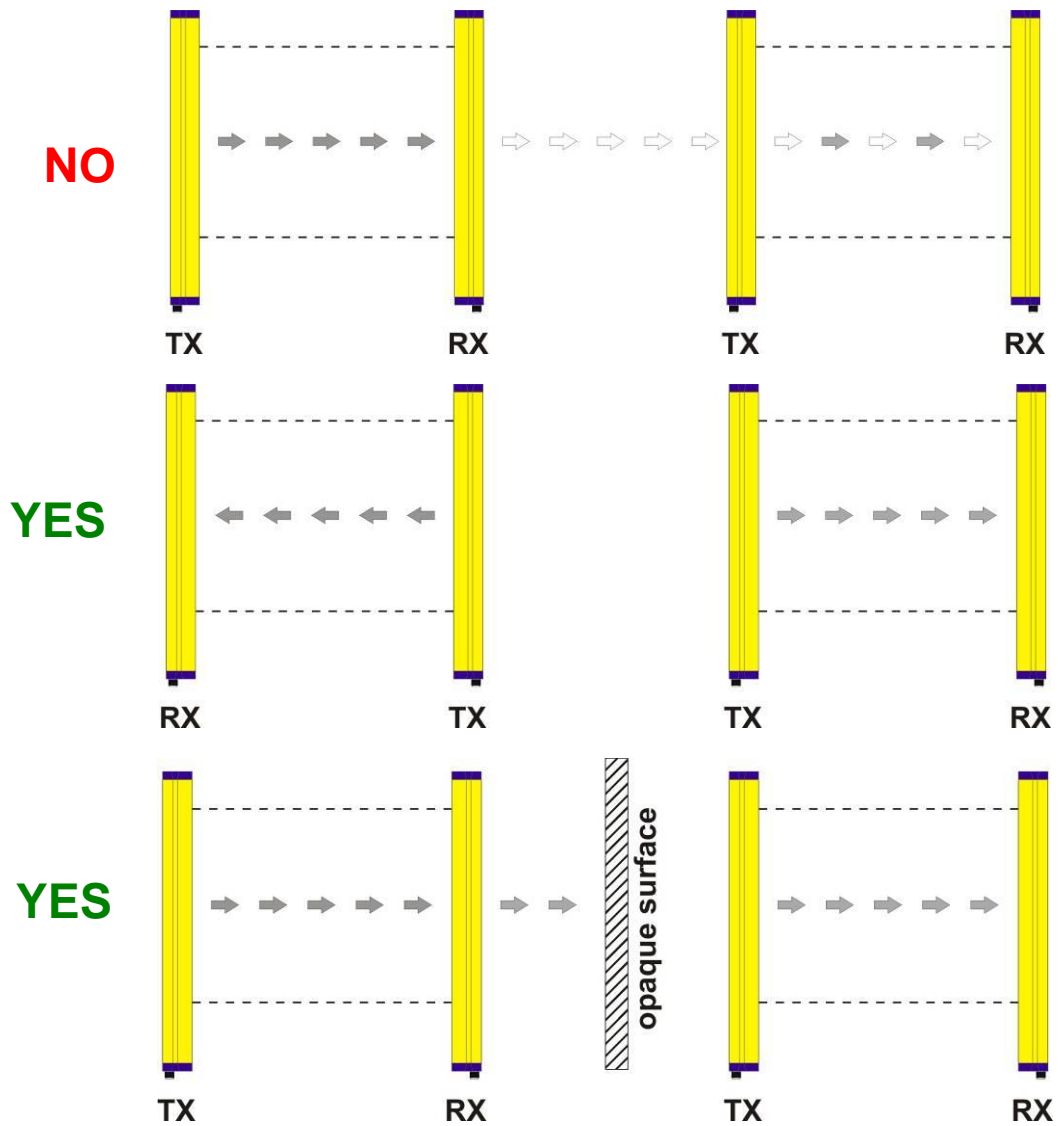 NO
TX RX TX RX
YES
RX TX TX RX
YES
opaque surface
TX RX TX RX